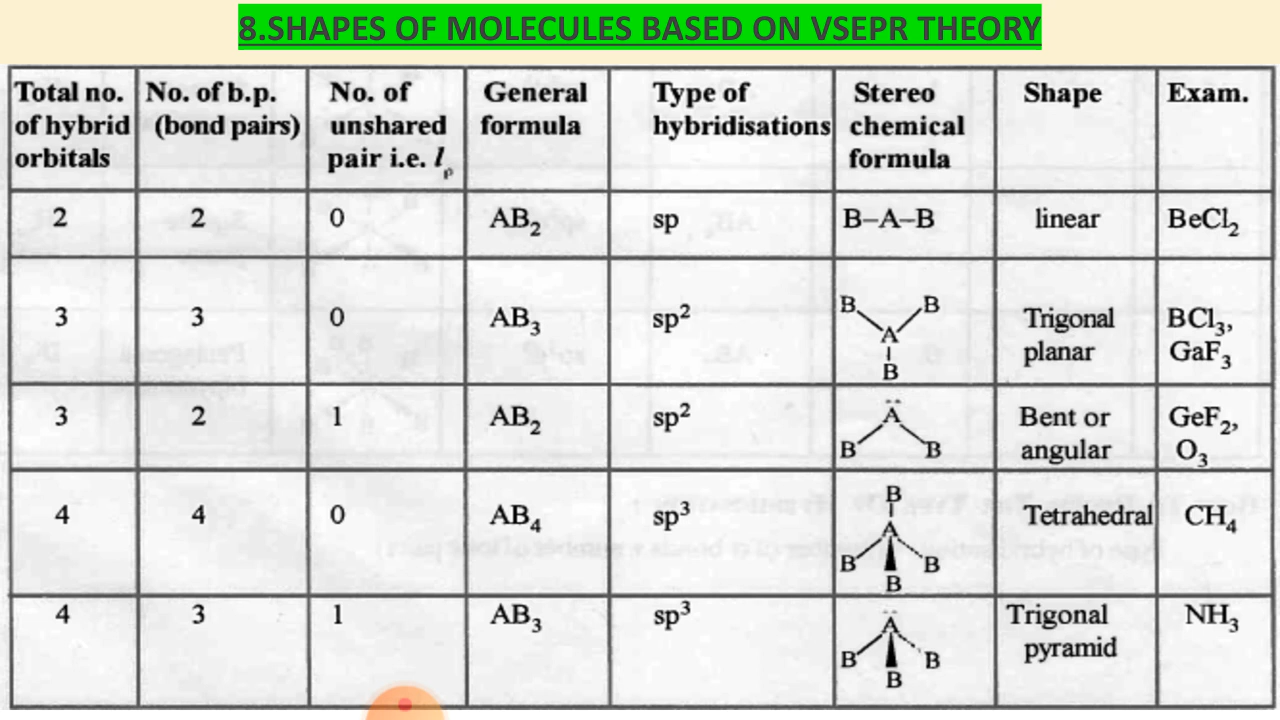 8.SHAPES OF MOLECULES BASED ON VSEPR THEORY
Total no. No. of b.p. No. of General Type of Stereo Shape Exam.
of hybrid (bond pairs) unshared formula hybridisations chemical
orbitals pair i.e. lₚ formula
2 2 0 AB₂ sp B–A–B linear BeCl₂
B B
3 3 0 AB₃ sp² A Trigonal BCl₃,
planar GaF₃
B
3 2 1 AB₂ sp² A Bent or GeF₂,
B B angular O₃
B
4 4 0 AB₄ sp³ A Tetrahedral CH₄
B B
B
4 3 1 AB₃ sp³ A Trigonal NH₃
B B pyramid
B